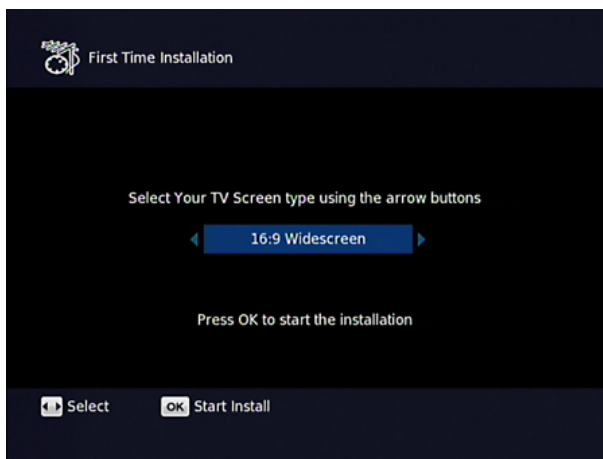 First Time Installation
Select Your TV Screen type using the arrow buttons
16:9 Widescreen
Press OK to start the installation
Select OK Start Install